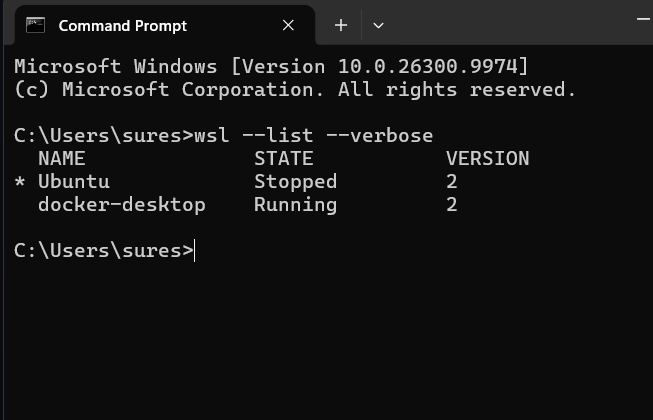 Command Prompt
Microsoft Windows [Version 10.0.26300.9974]
(c) Microsoft Corporation. All rights reserved.
C:\Users\sures>wsl --list --verbose
  NAME              STATE           VERSION
* Ubuntu            Stopped         2
  docker-desktop    Running         2
C:\Users\sures>